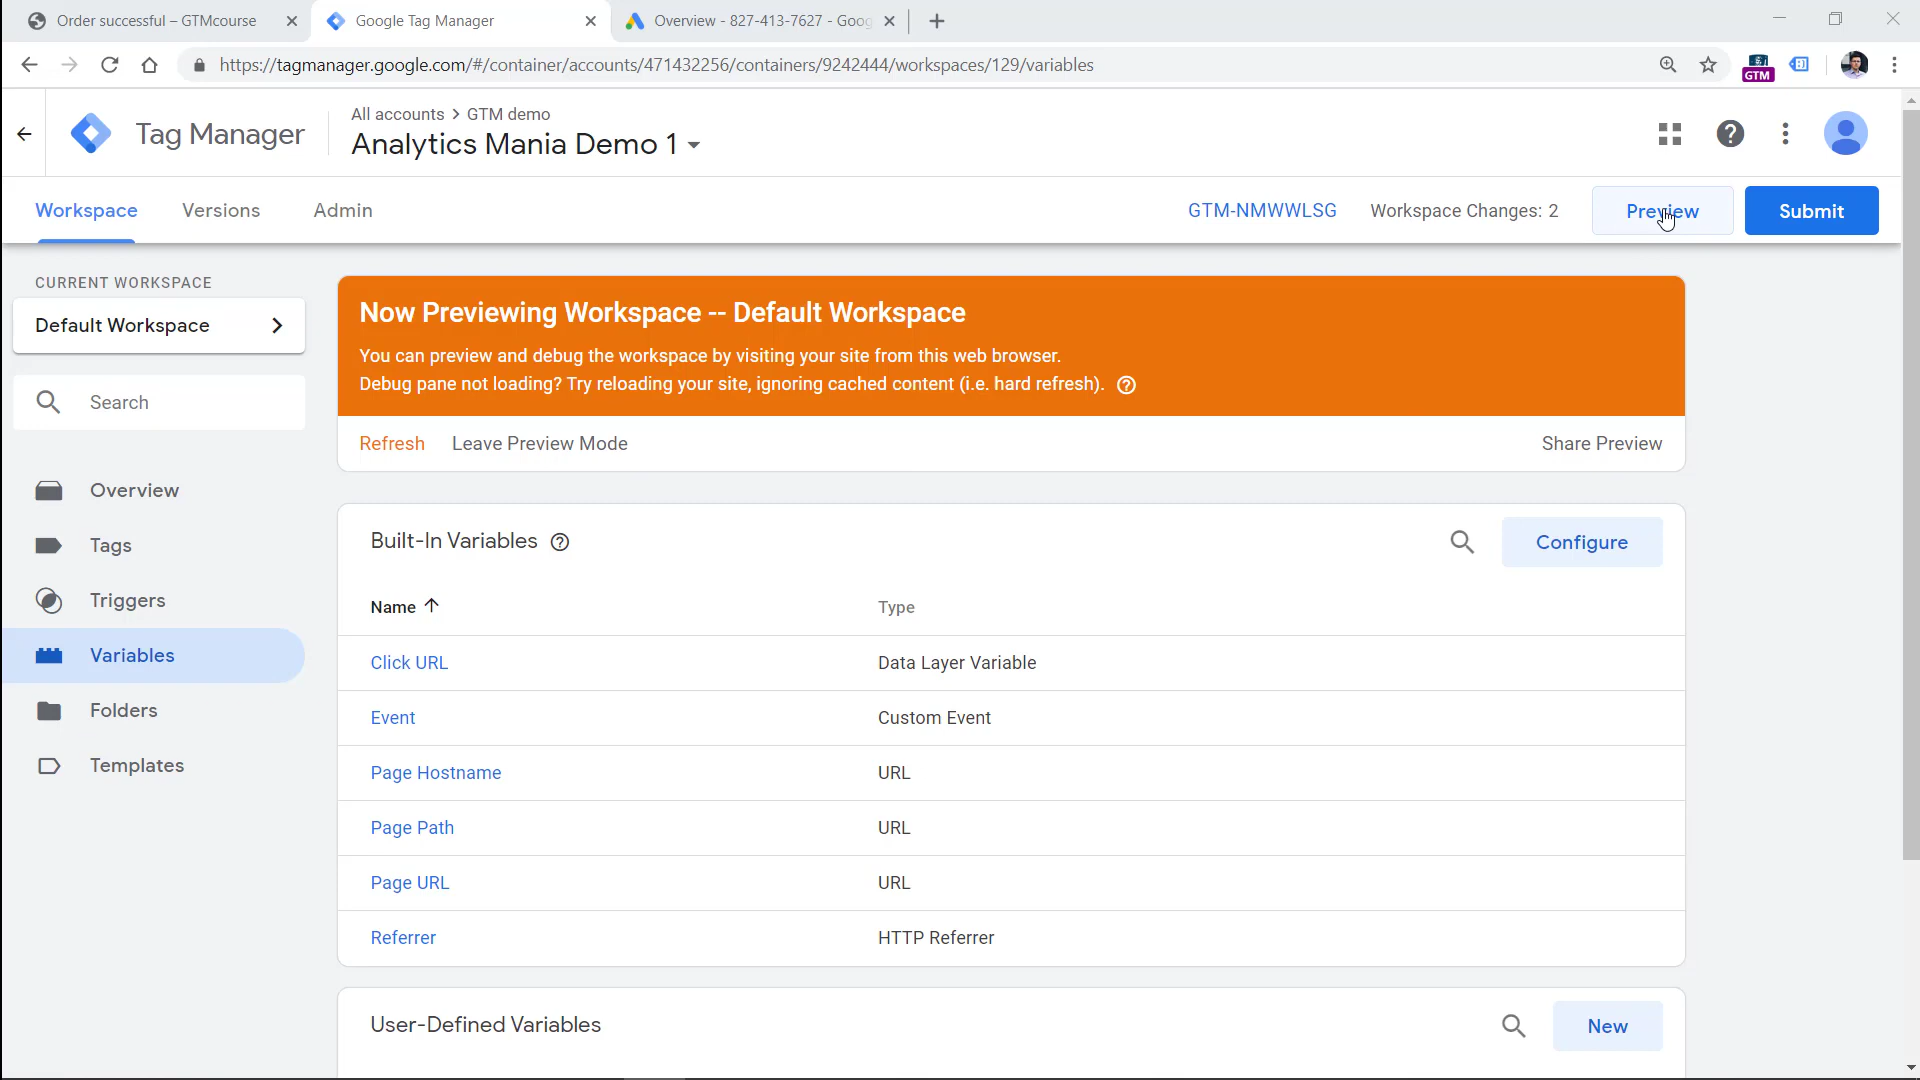 Order successful – GTMcourse
Google Tag Manager
Overview - 827-413-7627 - Goog
https://tagmanager.google.com/#/container/accounts/471432256/containers/9242444/workspaces/129/variables
GTM
Tag Manager
All accounts > GTM demo
Analytics Mania Demo 1
Workspace
Versions
Admin
GTM-NMWWLSG
Workspace Changes: 2
Preview
Submit
CURRENT WORKSPACE
Default Workspace
Search
Overview
Tags
Triggers
Variables
Folders
Templates
Now Previewing Workspace -- Default Workspace
You can preview and debug the workspace by visiting your site from this web browser.
Debug pane not loading? Try reloading your site, ignoring cached content (i.e. hard refresh).
Refresh
Leave Preview Mode
Share Preview
Built-In Variables
Configure
Name
Type
Click URL
Data Layer Variable
Event
Custom Event
Page Hostname
URL
Page Path
URL
Page URL
URL
Referrer
HTTP Referrer
User-Defined Variables
New